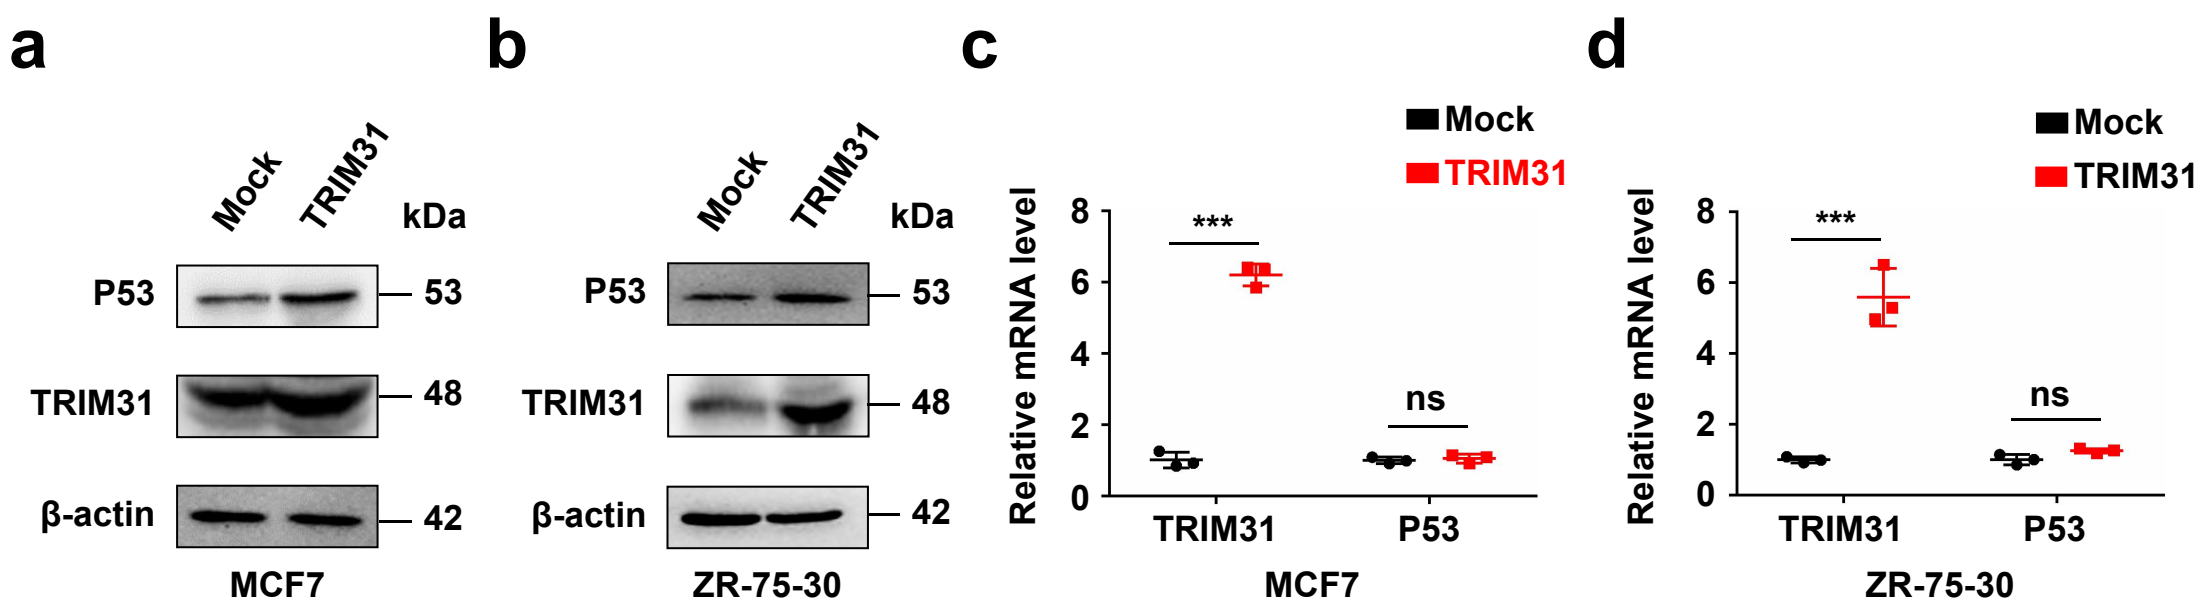 a
Mock
TRIM31
kDa
P53
53
TRIM31
48
β-actin
42
MCF7
b
Mock
TRIM31
kDa
P53
53
TRIM31
48
β-actin
42
ZR-75-30
c
Mock
TRIM31
Relative mRNA level
8
6
4
2
0
***
ns
TRIM31
P53
MCF7
d
Mock
TRIM31
Relative mRNA level
8
6
4
2
0
***
ns
TRIM31
P53
ZR-75-30